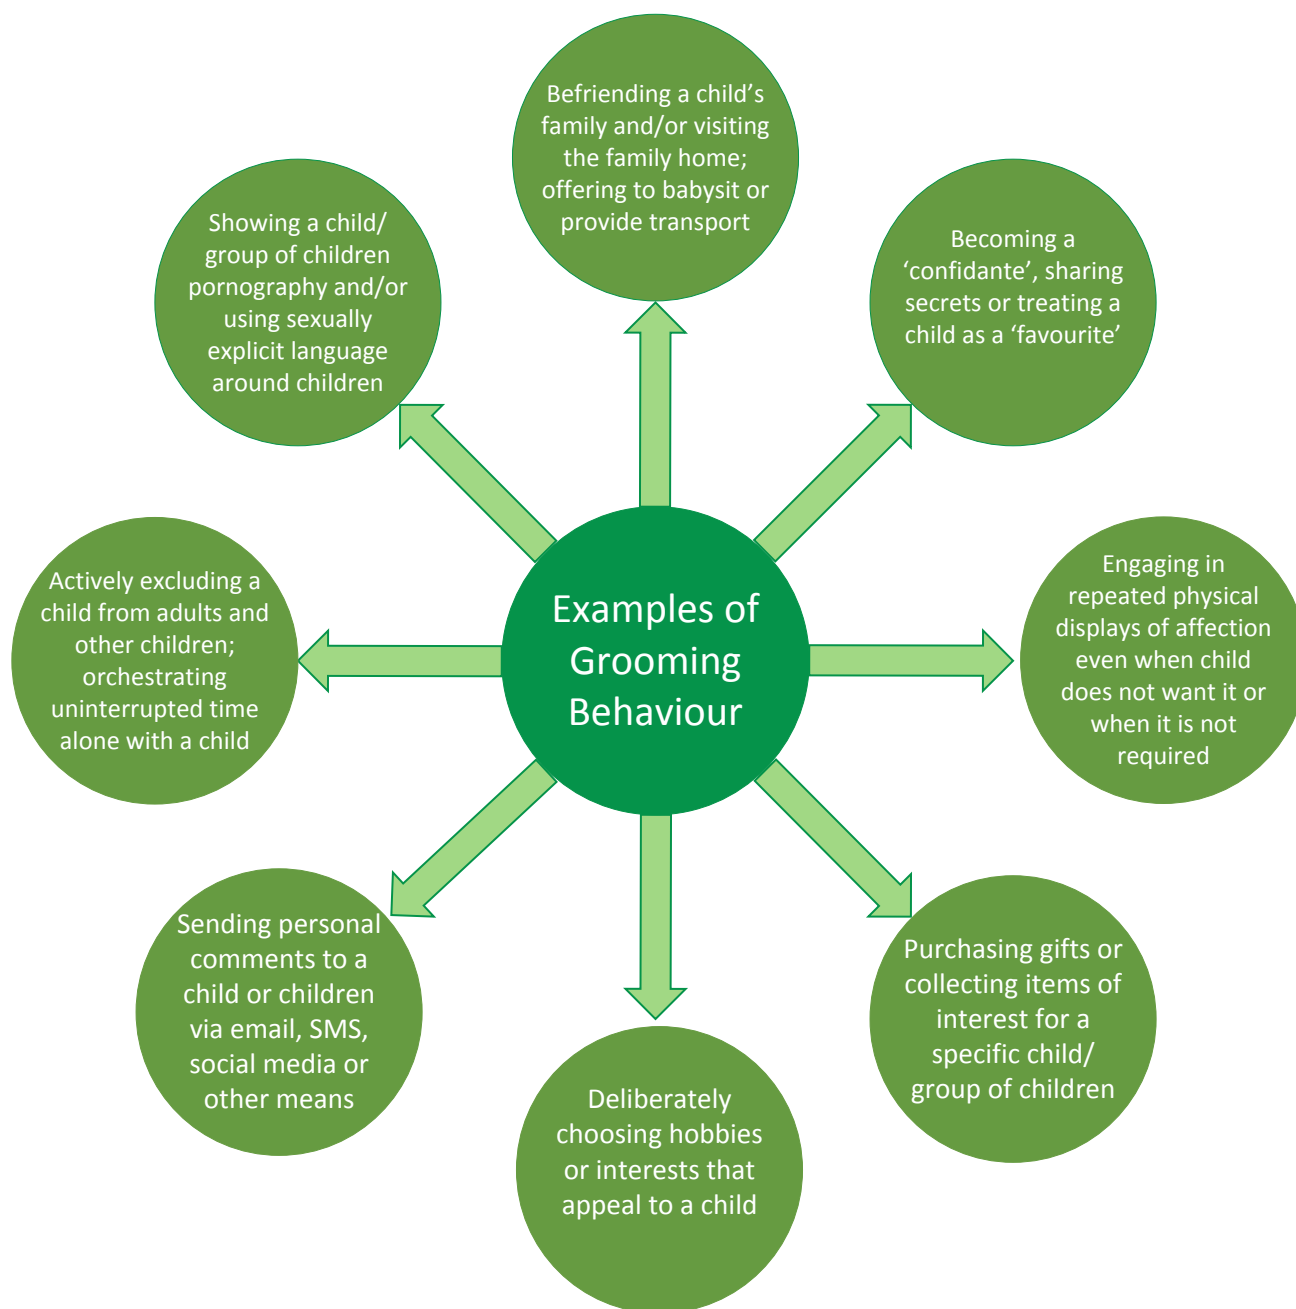 Befriending a child’s
family and/or visiting
the family home;
offering to babysit or
provide transport
Showing a child/
group of children
pornography and/or
using sexually
explicit language
around children
Becoming a
‘confidante’, sharing
secrets or treating a
child as a ‘favourite’
Actively excluding a
child from adults and
other children;
orchestrating
uninterrupted time
alone with a child
Examples of
Grooming
Behaviour
Engaging in
repeated physical
displays of affection
even when child
does not want it or
when it is not
required
Sending personal
comments to a
child or children
via email, SMS,
social media or
other means
Purchasing gifts or
collecting items of
interest for a
specific child/
group of children
Deliberately
choosing hobbies
or interests that
appeal to a child